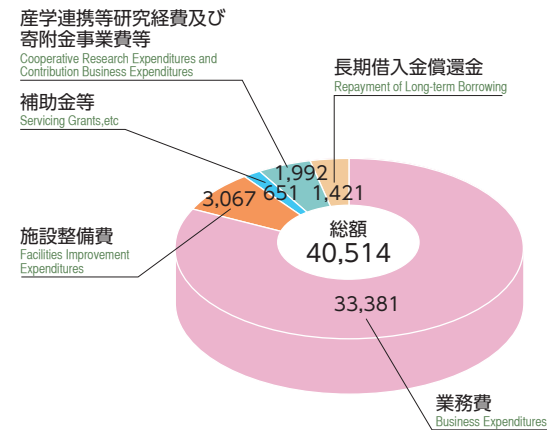 産学連携等研究経費及び
寄附金事業費等
Cooperative Research Expenditures and
Contribution Business Expenditures
補助金等
Servicing Grants,etc
施設整備費
Facilities Improvement
Expenditures
長期借入金償還金
Repayment of Long-term Borrowing
1,992
3,067
651
1,421
総額
40,514
33,381
業務費
Business Expenditures